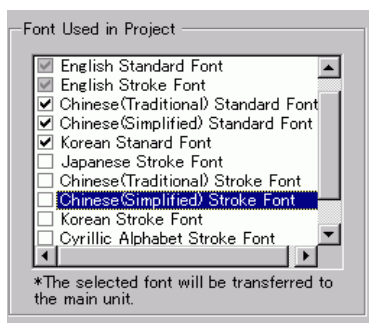 Font Used in Project
English Standard Font
English Stroke Font
Chinese(Traditional) Standard Font
Chinese(Simplified) Standard Font
Korean Stanard Font
Japanese Stroke Font
Chinese(Traditional) Stroke Font
Chinese(Simplified) Stroke Font
Korean Stroke Font
Cyrillic Alphabet Stroke Font
*The selected font will be transferred to
the main unit.